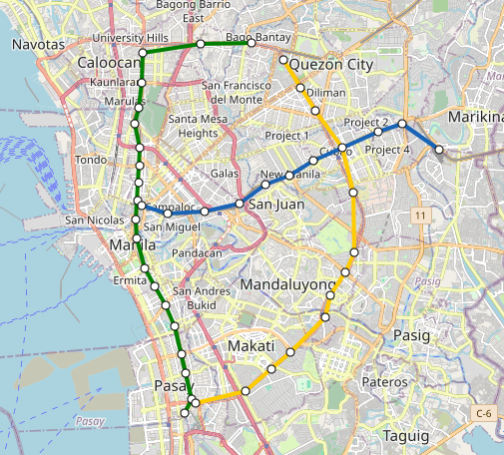 Bagong Barrio
East
Navotas
University Hills
Bago Bantay
Caloocan
Quezon City
Kaunlaran
San Francisco
del Monte
Diliman
Marulas
Santa Mesa
Heights
Project 1
Project 2
Marikina
Cubao
Project 4
Tondo
Galas
New Manila
San Juan
San Nicolas
San Miguel
11
Manila
Pandacan
Ermita
San Andres
Bukid
Mandaluyong
Pasig
Pasig
Makati
Pasay
Pateros
Pasay
C-6
Taguig